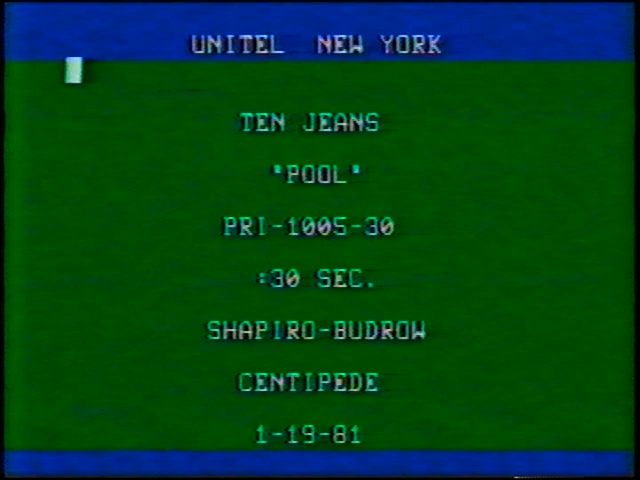 UNITEL NEW YORK
TEN JEANS
"POOL"
PRI-1005-30
:30 SEC.
SHAPIRO-BUDROW
CENTIPEDE
1-19-81